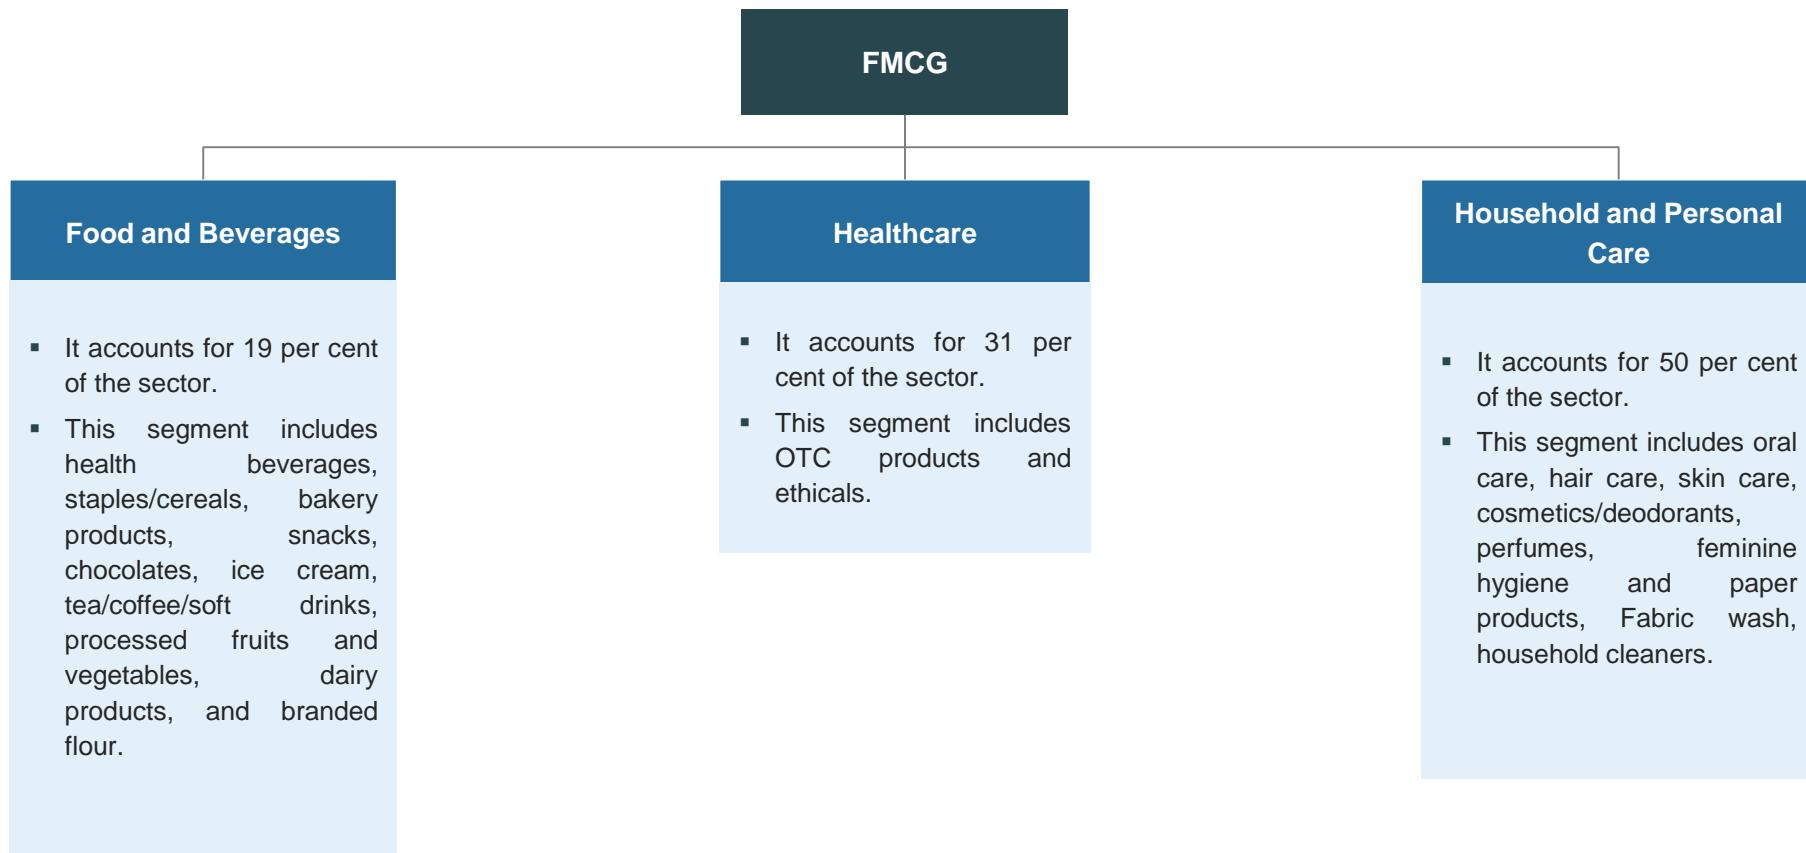 FMCG
Food and Beverages
▪ It accounts for 19 per cent
of the sector.
▪ This segment includes
health beverages,
staples/cereals, bakery
products, snacks,
chocolates, ice cream,
tea/coffee/soft drinks,
processed fruits and
vegetables, dairy
products, and branded
flour.
Healthcare
▪ It accounts for 31 per
cent of the sector.
▪ This segment includes
OTC products and
ethicals.
Household and Personal
Care
▪ It accounts for 50 per cent
of the sector.
▪ This segment includes oral
care, hair care, skin care,
cosmetics/deodorants,
perfumes, feminine
hygiene and paper
products, Fabric wash,
household cleaners.